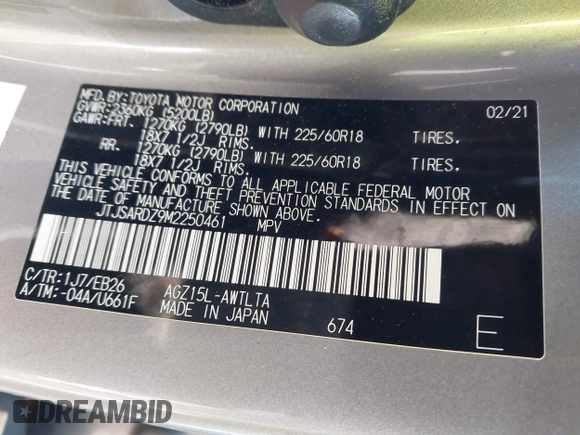 MFD. BY: TOYOTA MOTOR CORPORATION 02/21
GVWR: 2360KG (5200LB)
GAWR: FRT. 1270KG (2790LB) WITH 225/60R18 TIRES.
18X7 1/2J RIMS.
RR. 1270KG (2790LB) WITH 225/60R18 TIRES.
18X7 1/2J RIMS.
THIS VEHICLE CONFORMS TO ALL APPLICABLE FEDERAL MOTOR
VEHICLE SAFETY AND THEFT PREVENTION STANDARDS IN EFFECT ON
THE DATE OF MANUFACTURE SHOWN ABOVE.
JTJSARDZ9M2250461 MPV
C/TR: 1J7/EB26 AGZ15L-AWTLTA
A/TM: -04A/U661F MADE IN JAPAN 674 E
DREAMBID